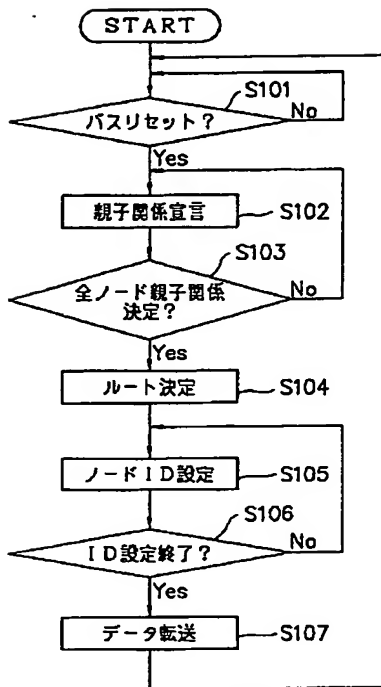 START
S101
バスリセット?
No
Yes
親子関係宣言
S102
S103
全ノード親子関係
決定?
No
Yes
ルート決定
S104
ノードID設定
S105
S106
ID設定終了?
No
Yes
データ転送
S107